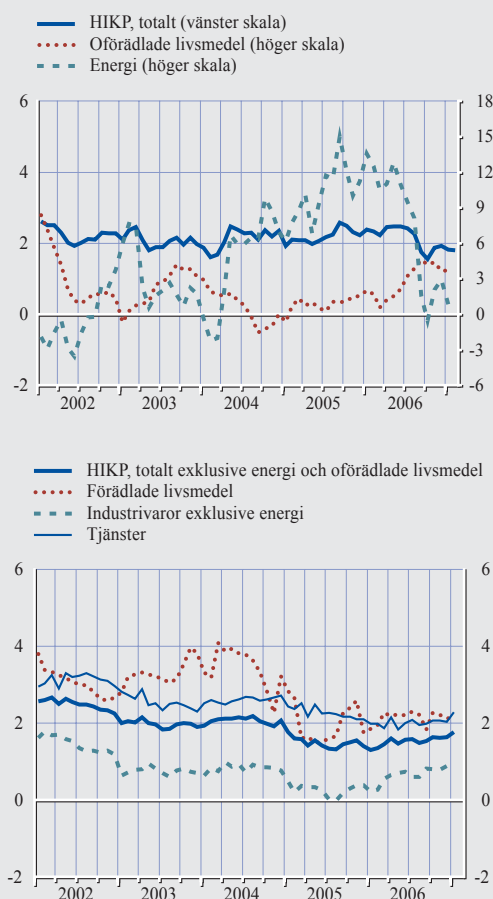 HIKP, totalt (vänster skala)
Oförädlade livsmedel (höger skala)
Energi (höger skala)
6 18
15
4 12
9
2 6
3
0 0
-3
-2 -6
2002 2003 2004 2005 2006
HIKP, totalt exklusive energi och oförädlade livsmedel
Förädlade livsmedel
Industrivaror exklusive energi
Tjänster
6 6
4 4
2 2
0 0
-2 -2
2002 2003 2004 2005 2006